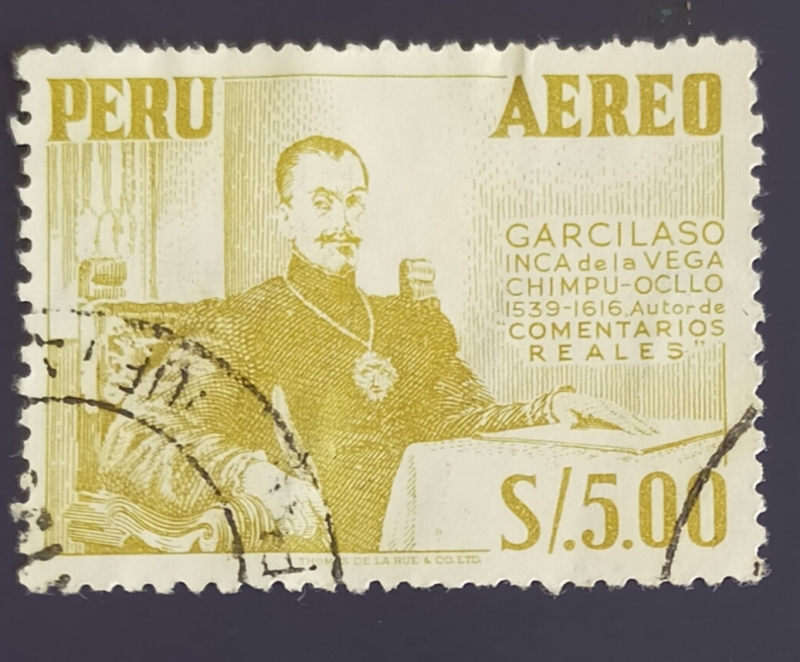 PERU AEREO
GARCILASO
INCA de la VEGA
CHIMPU-OCLLO
1539-1616, Autor de
COMENTARIOS
REALES"
S/.5.00
THOMAS DE LA RUE & CO. LTD.